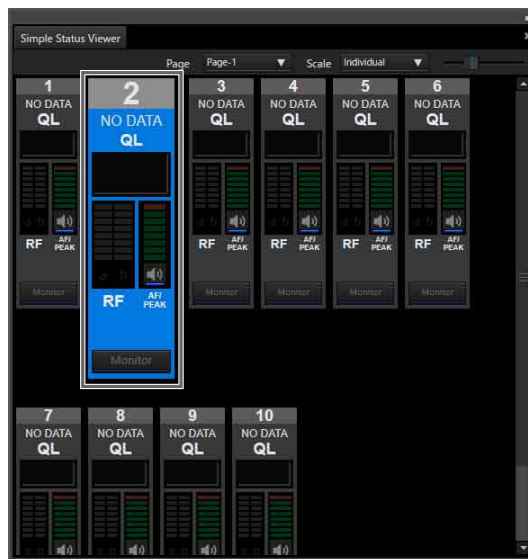 Simple Status Viewer
Page Page-1 Scale Individual
1
NO DATA
QL
RF AF/PEAK
Monitor
2
NO DATA
QL
a b
RF AF/PEAK
Monitor
3
NO DATA
QL
a b
RF AF/PEAK
Monitor
4
NO DATA
QL
a b
RF AF/PEAK
Monitor
5
NO DATA
QL
a b
RF AF/PEAK
Monitor
6
NO DATA
QL
a b
RF AF/PEAK
Monitor
7
NO DATA
QL
8
NO DATA
QL
9
NO DATA
QL
10
NO DATA
QL